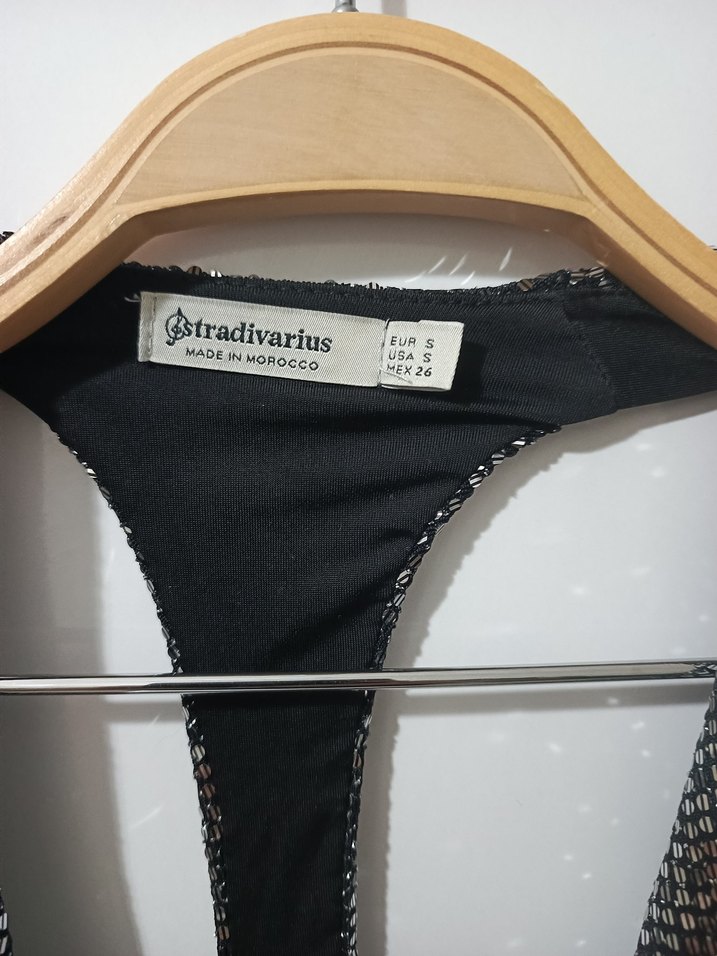 Stradivarius
MADE IN MOROCCO
EUR S
USA S
MEX 26